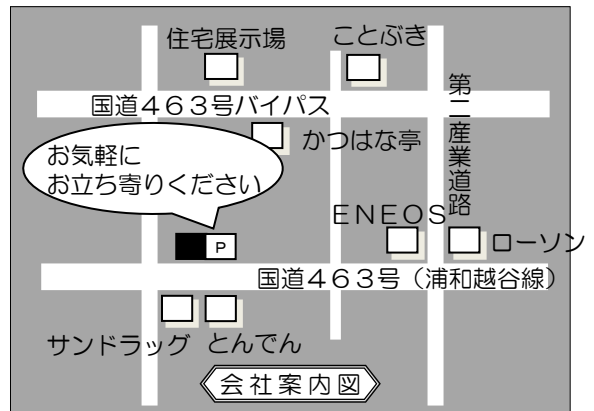 住宅展示場
ことぶき
第二産業道路
国道４６３号バイパス
かつはな亭
お気軽に
お立ち寄りください
ＥＮＥＯＳ
P
ローソン
国道４６３号（浦和越谷線）
サンドラッグ
とんでん
会社案内図